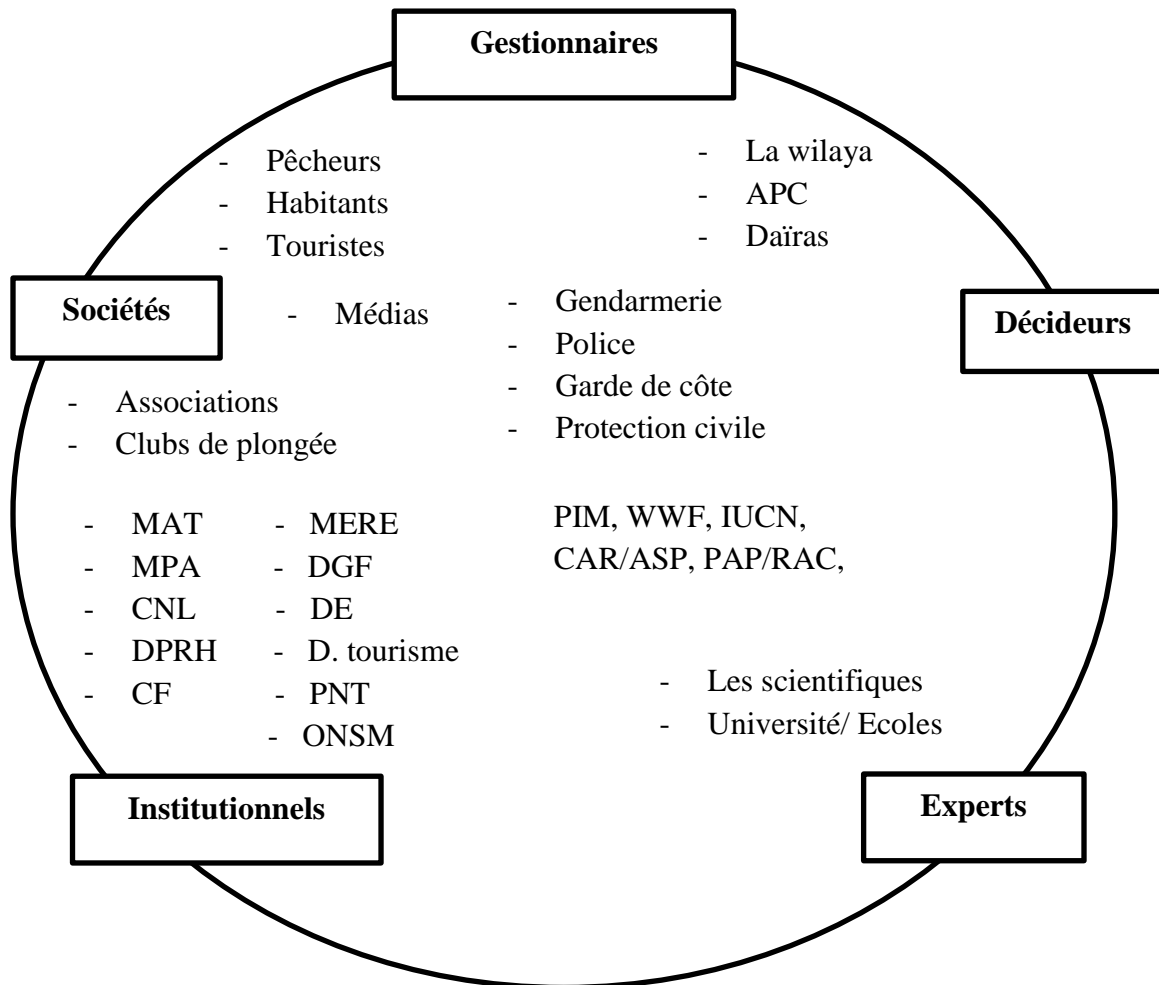 Gestionnaires
- Pêcheurs
- Habitants
- Touristes
- La wilaya
- APC
- Daïras
Sociétés
- Médias
- Gendarmerie
- Police
- Garde de côte
- Protection civile
Décideurs
- Associations
- Clubs de plongée
- MAT
- MPA
- CNL
- DPRH
- CF
- MERE
- DGF
- DE
- D. tourisme
- PNT
- ONSM
PIM, WWF, IUCN,
CAR/ASP, PAP/RAC,
- Les scientifiques
- Université/ Ecoles
Institutionnels
Experts